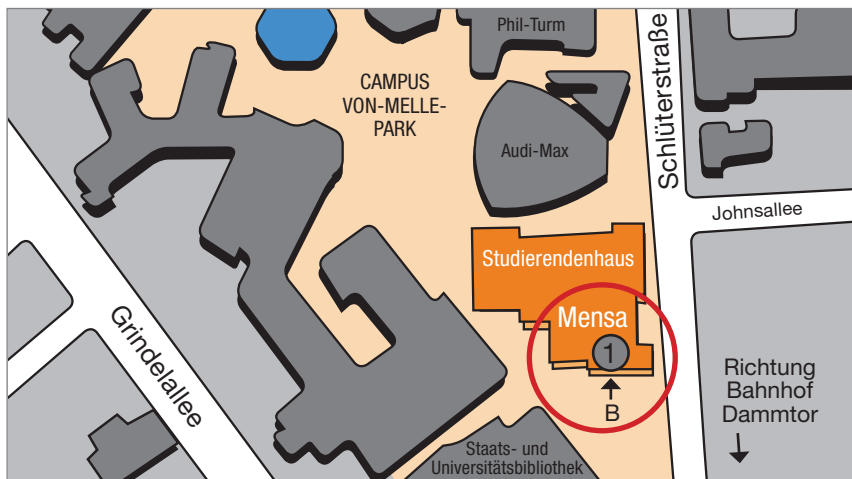 Phil-Turm
CAMPUS
VON-MELLE-
PARK
Schlüterstraße
Audi-Max
Johnsallee
Studierendenhaus
Mensa
1
Grindelallee
B
Richtung
Bahnhof
Dammtor
Staats- und
Universitätsbibliothek